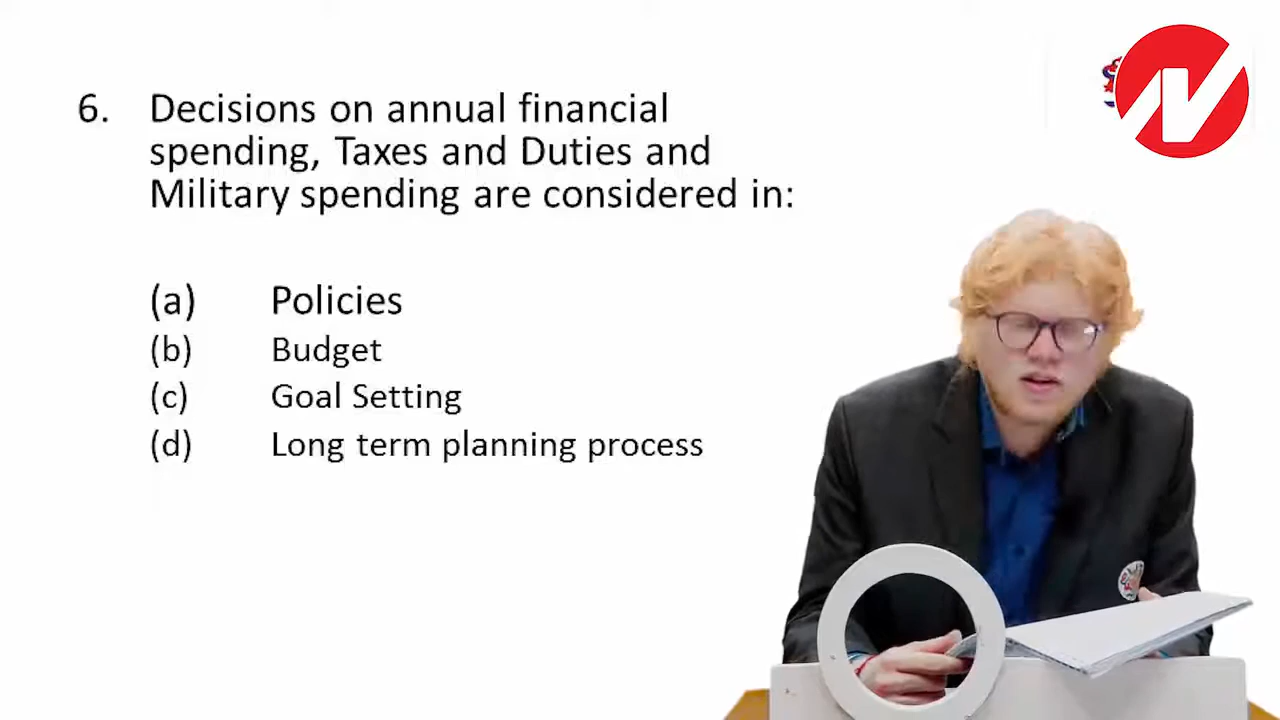 6. Decisions on annual financial
spending, Taxes and Duties and
Military spending are considered in:
(a) Policies
(b) Budget
(c) Goal Setting
(d) Long term planning process